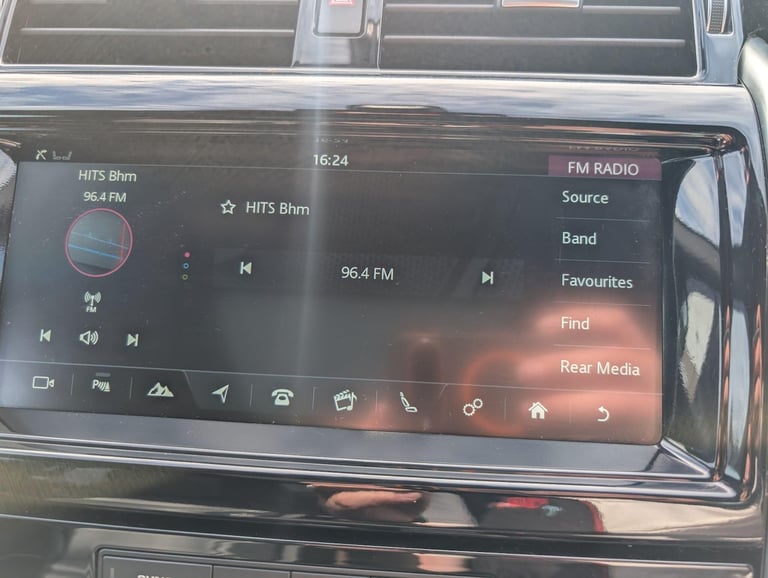 16:24
HITS Bhm
96.4 FM
FM
HITS Bhm
96.4 FM
FM RADIO
Source
Band
Favourites
Find
Rear Media